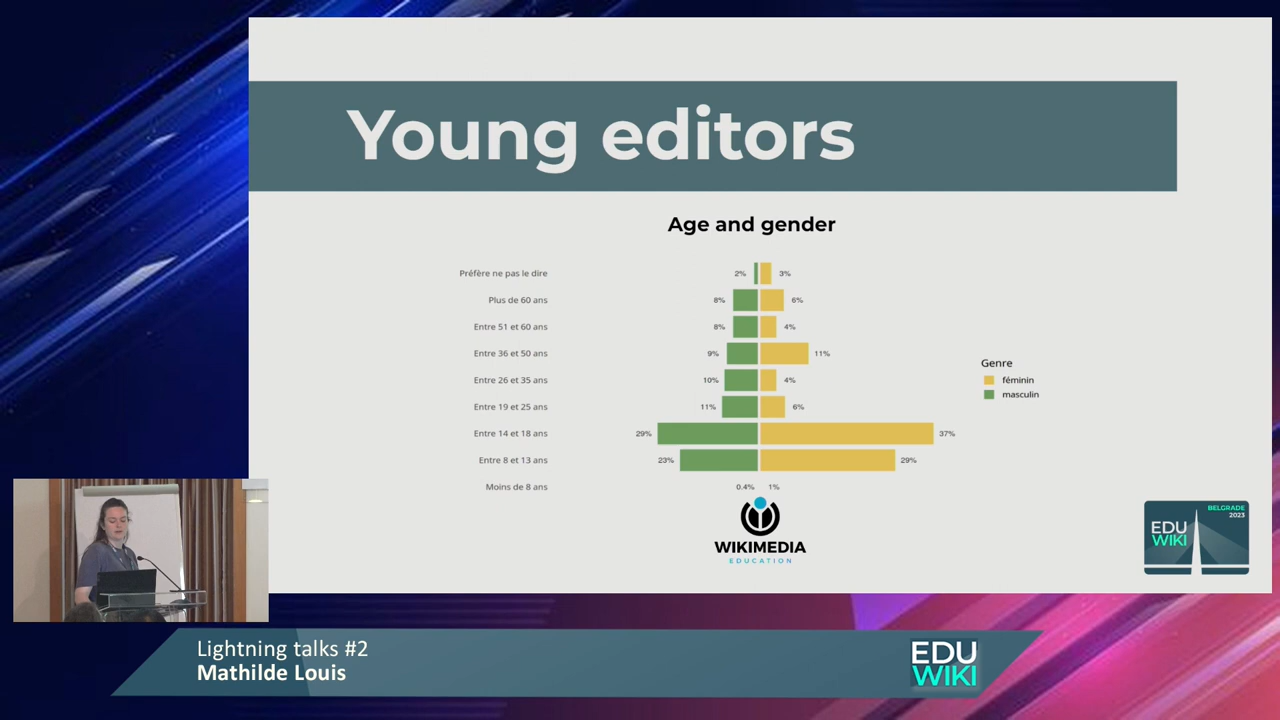 Young editors
Age and gender
Préfère ne pas le dire 2% 3%
Plus de 60 ans 8% 6%
Entre 51 et 60 ans 8% 4%
Entre 36 et 50 ans 9% 11%
Entre 26 et 35 ans 10% 4%
Entre 19 et 25 ans 11% 6%
Entre 14 et 18 ans 29% 37%
Entre 8 et 13 ans 23% 29%
Moins de 8 ans 0.4% 1%
Genre
féminin
masculin
WIKIMEDIA
EDUCATION
BELGRADE
2023
EDU
WIKI
Lightning talks #2
Mathilde Louis
EDU
WIKI